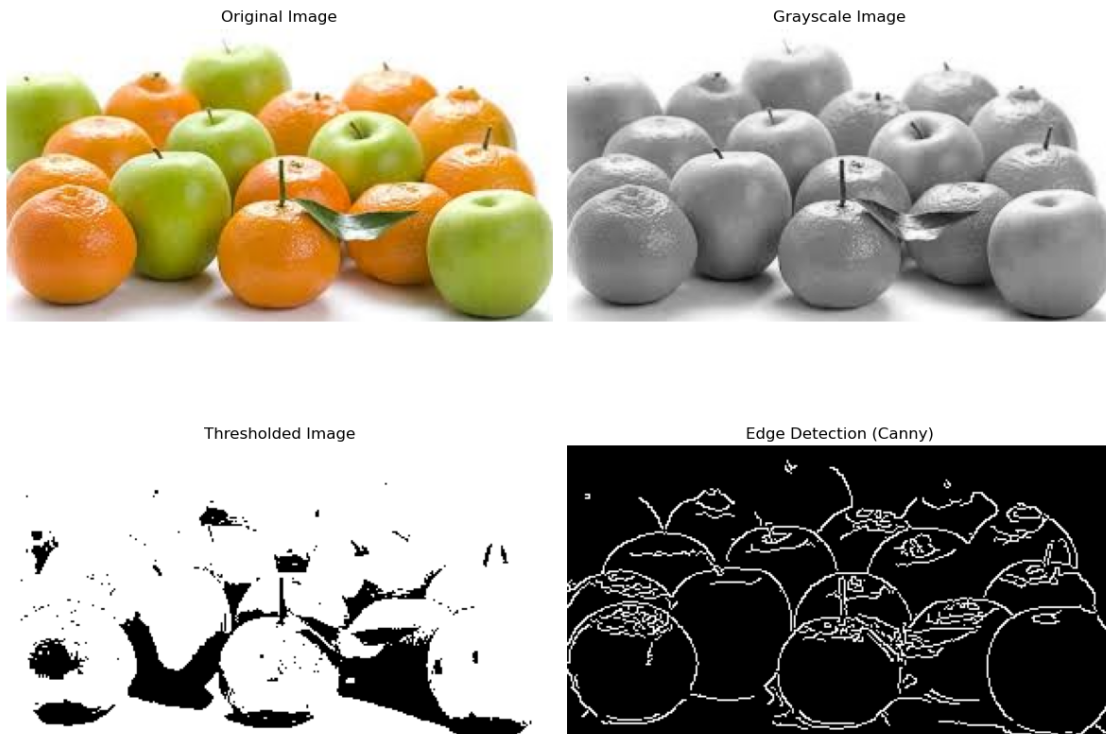 Original Image
Grayscale Image
Thresholded Image
Edge Detection (Canny)